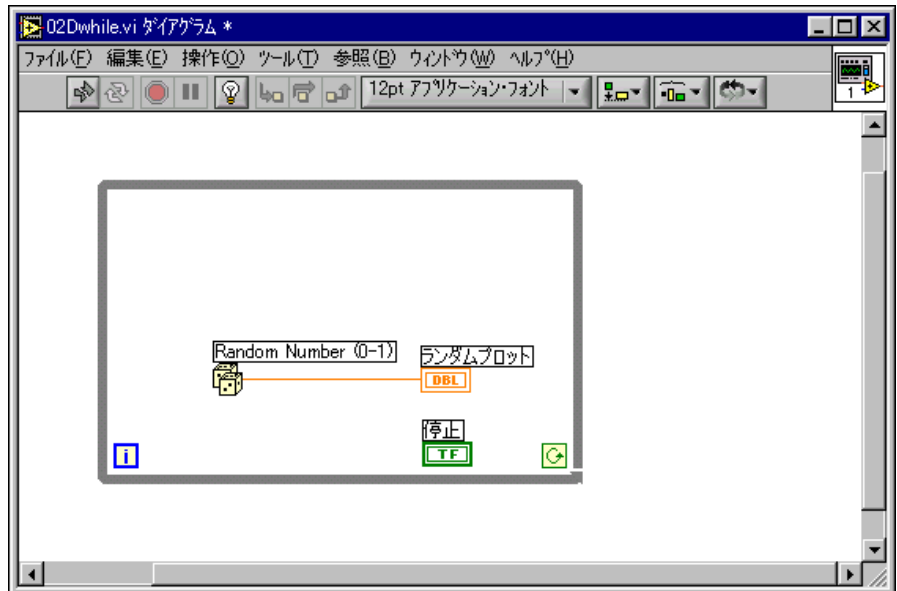 02Dwhile.vi ﾀﾞｲｱｸﾞﾗﾑ *
ﾌｧｲﾙ(F) 編集(E) 操作(O) ﾂｰﾙ(T) 参照(B) ｳｨﾝﾄﾞｳ(W) ﾍﾙﾌﾟ(H)
12pt ｱﾌﾟﾘｹｰｼｮﾝ･ﾌｫﾝﾄ
1
Random Number (0-1)
ランダムプロット
DBL
停止
TF
i